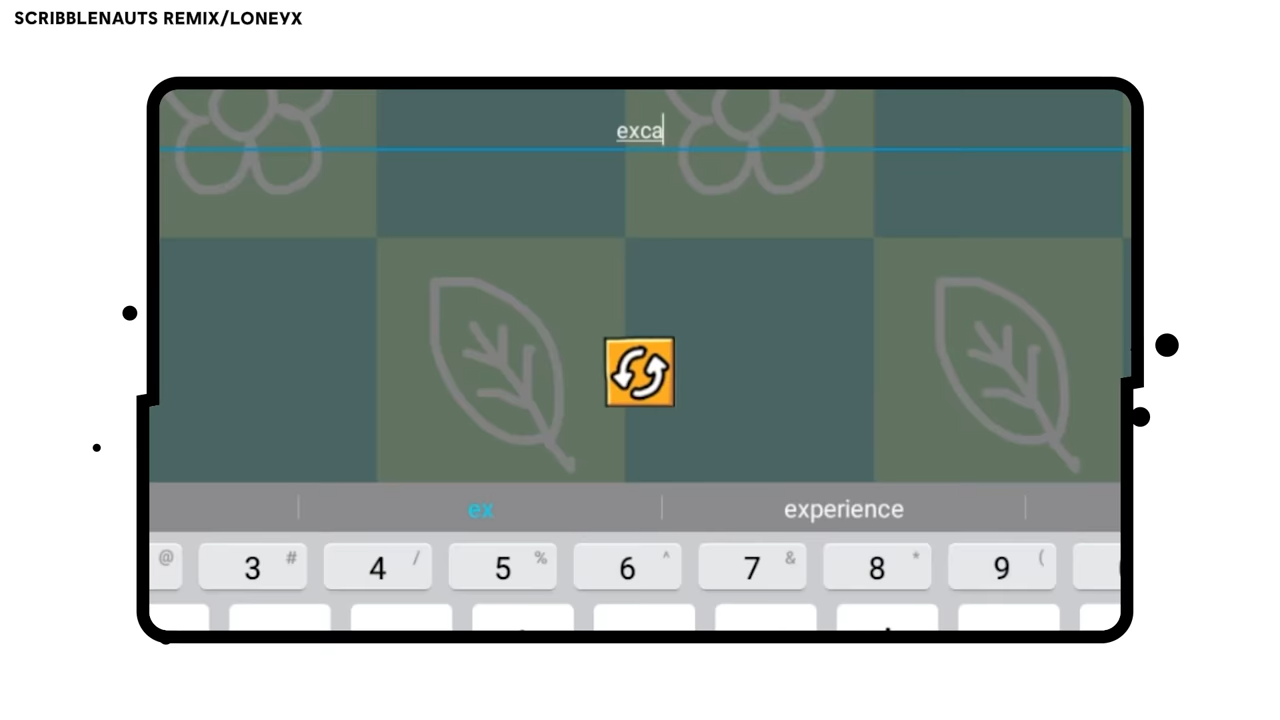 SCRIBBLENAUTS REMIX/LONEYX
exca
ex experience
@ 3 # 4 / 5 % 6 ^ 7 & 8 * 9 (